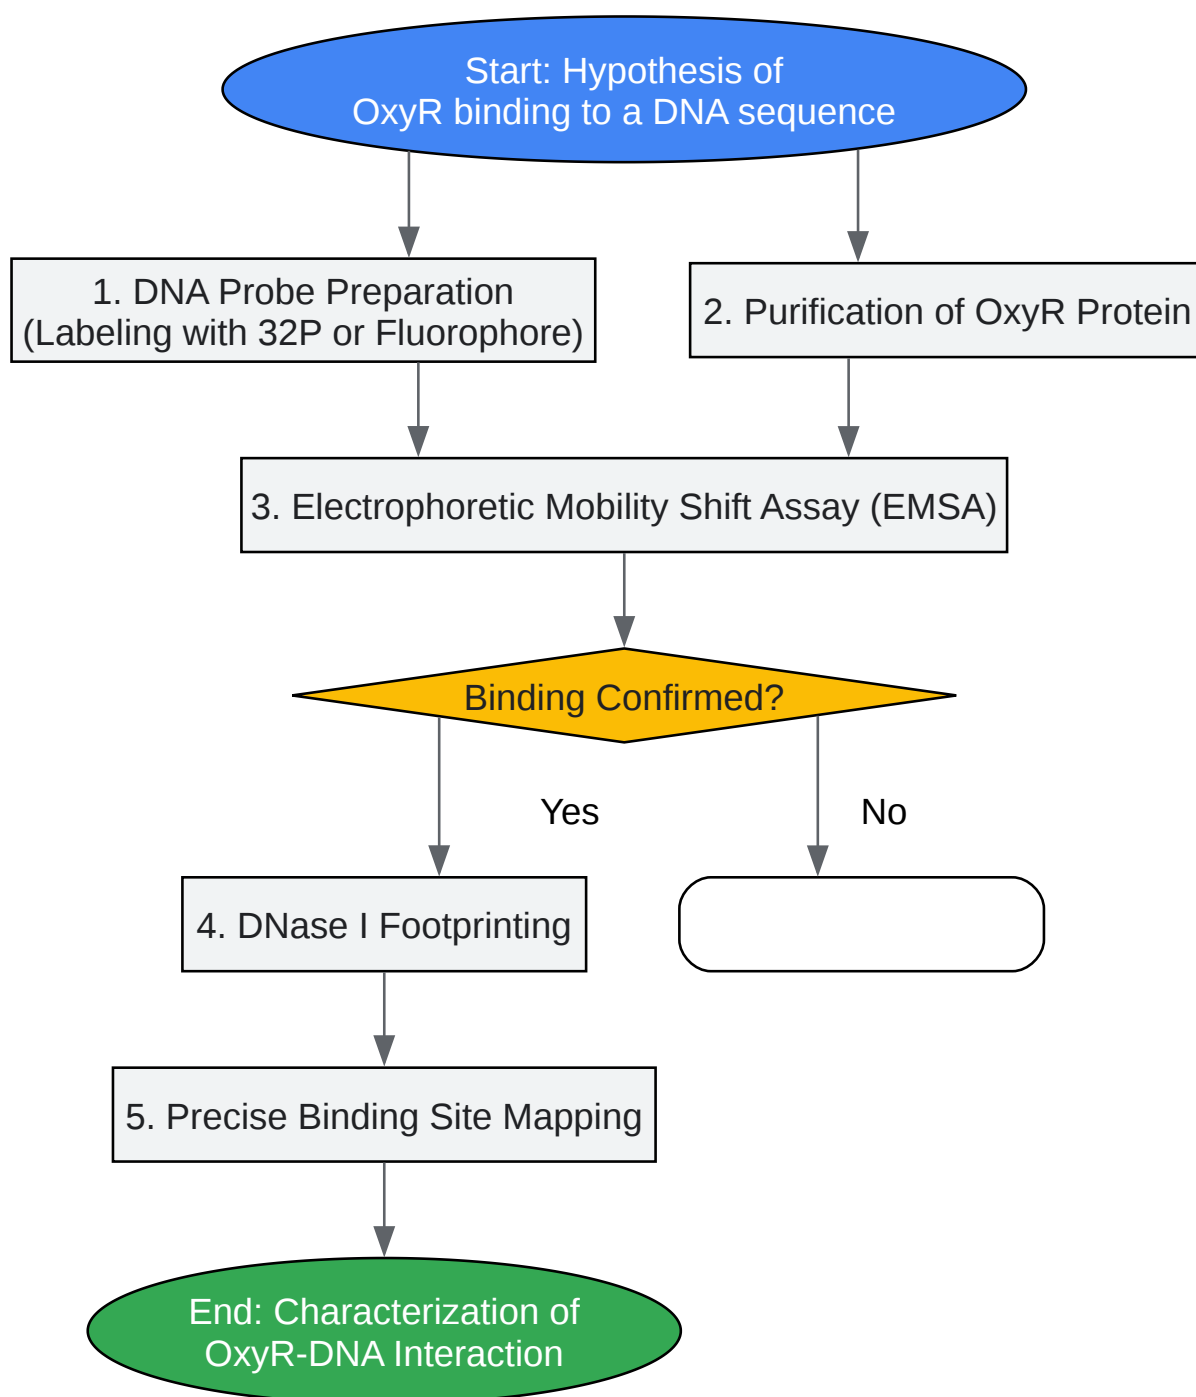 Start: Hypothesis of
OxyR binding to a DNA sequence
1. DNA Probe Preparation
(Labeling with 32P or Fluorophore)
2. Purification of OxyR Protein
3. Electrophoretic Mobility Shift Assay (EMSA)
Binding Confirmed?
Yes
No
4. DNase I Footprinting
5. Precise Binding Site Mapping
End: Characterization of
OxyR-DNA Interaction